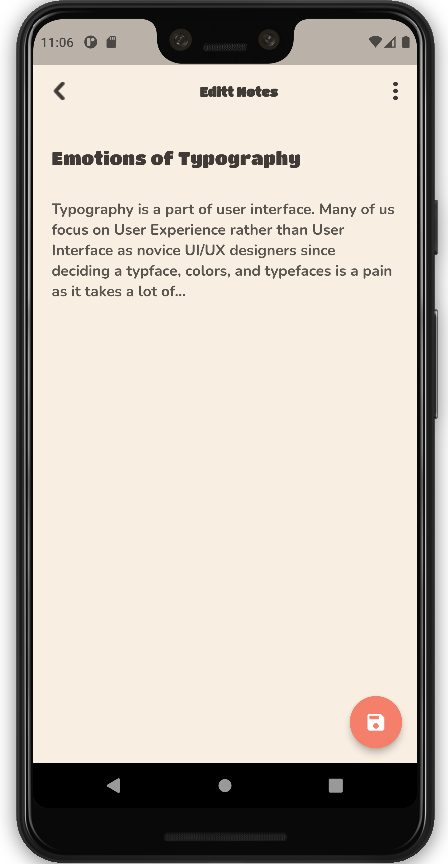 11:06
Editt Notes
Emotions of Typography
Typography is a part of user interface. Many of us
focus on User Experience rather than User
Interface as novice UI/UX designers since
deciding a typface, colors, and typefaces is a pain
as it takes a lot of...